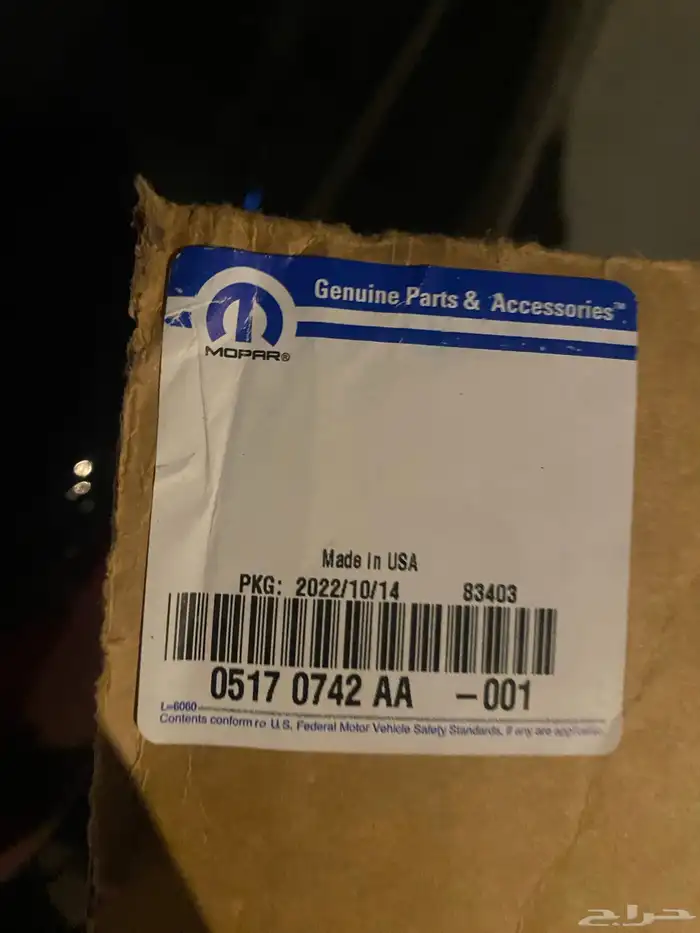 Genuine Parts & Accessories™
MOPAR®
Made In USA
PKG: 2022/10/14 83403
0517 0742 AA -001
L-6060
Contents conform to U.S. Federal Motor Vehicle Safety Standards, if any are applicable
حراج